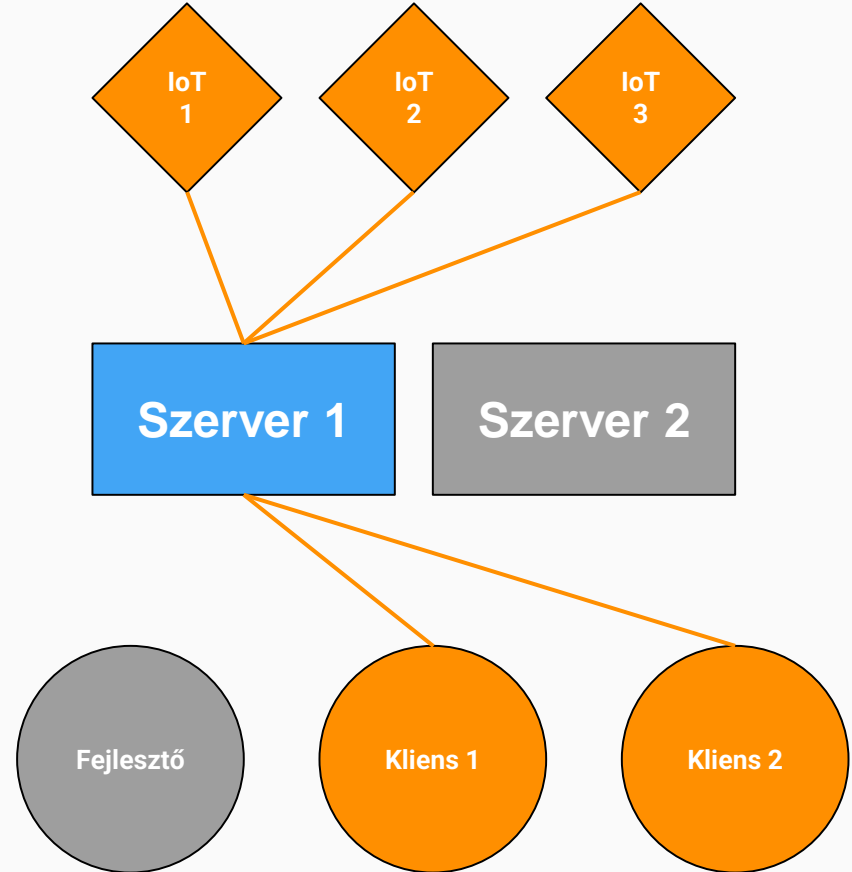 IoT
1
IoT
2
IoT
3
Szerver 1
Szerver 2
Fejlesztő
Kliens 1
Kliens 2